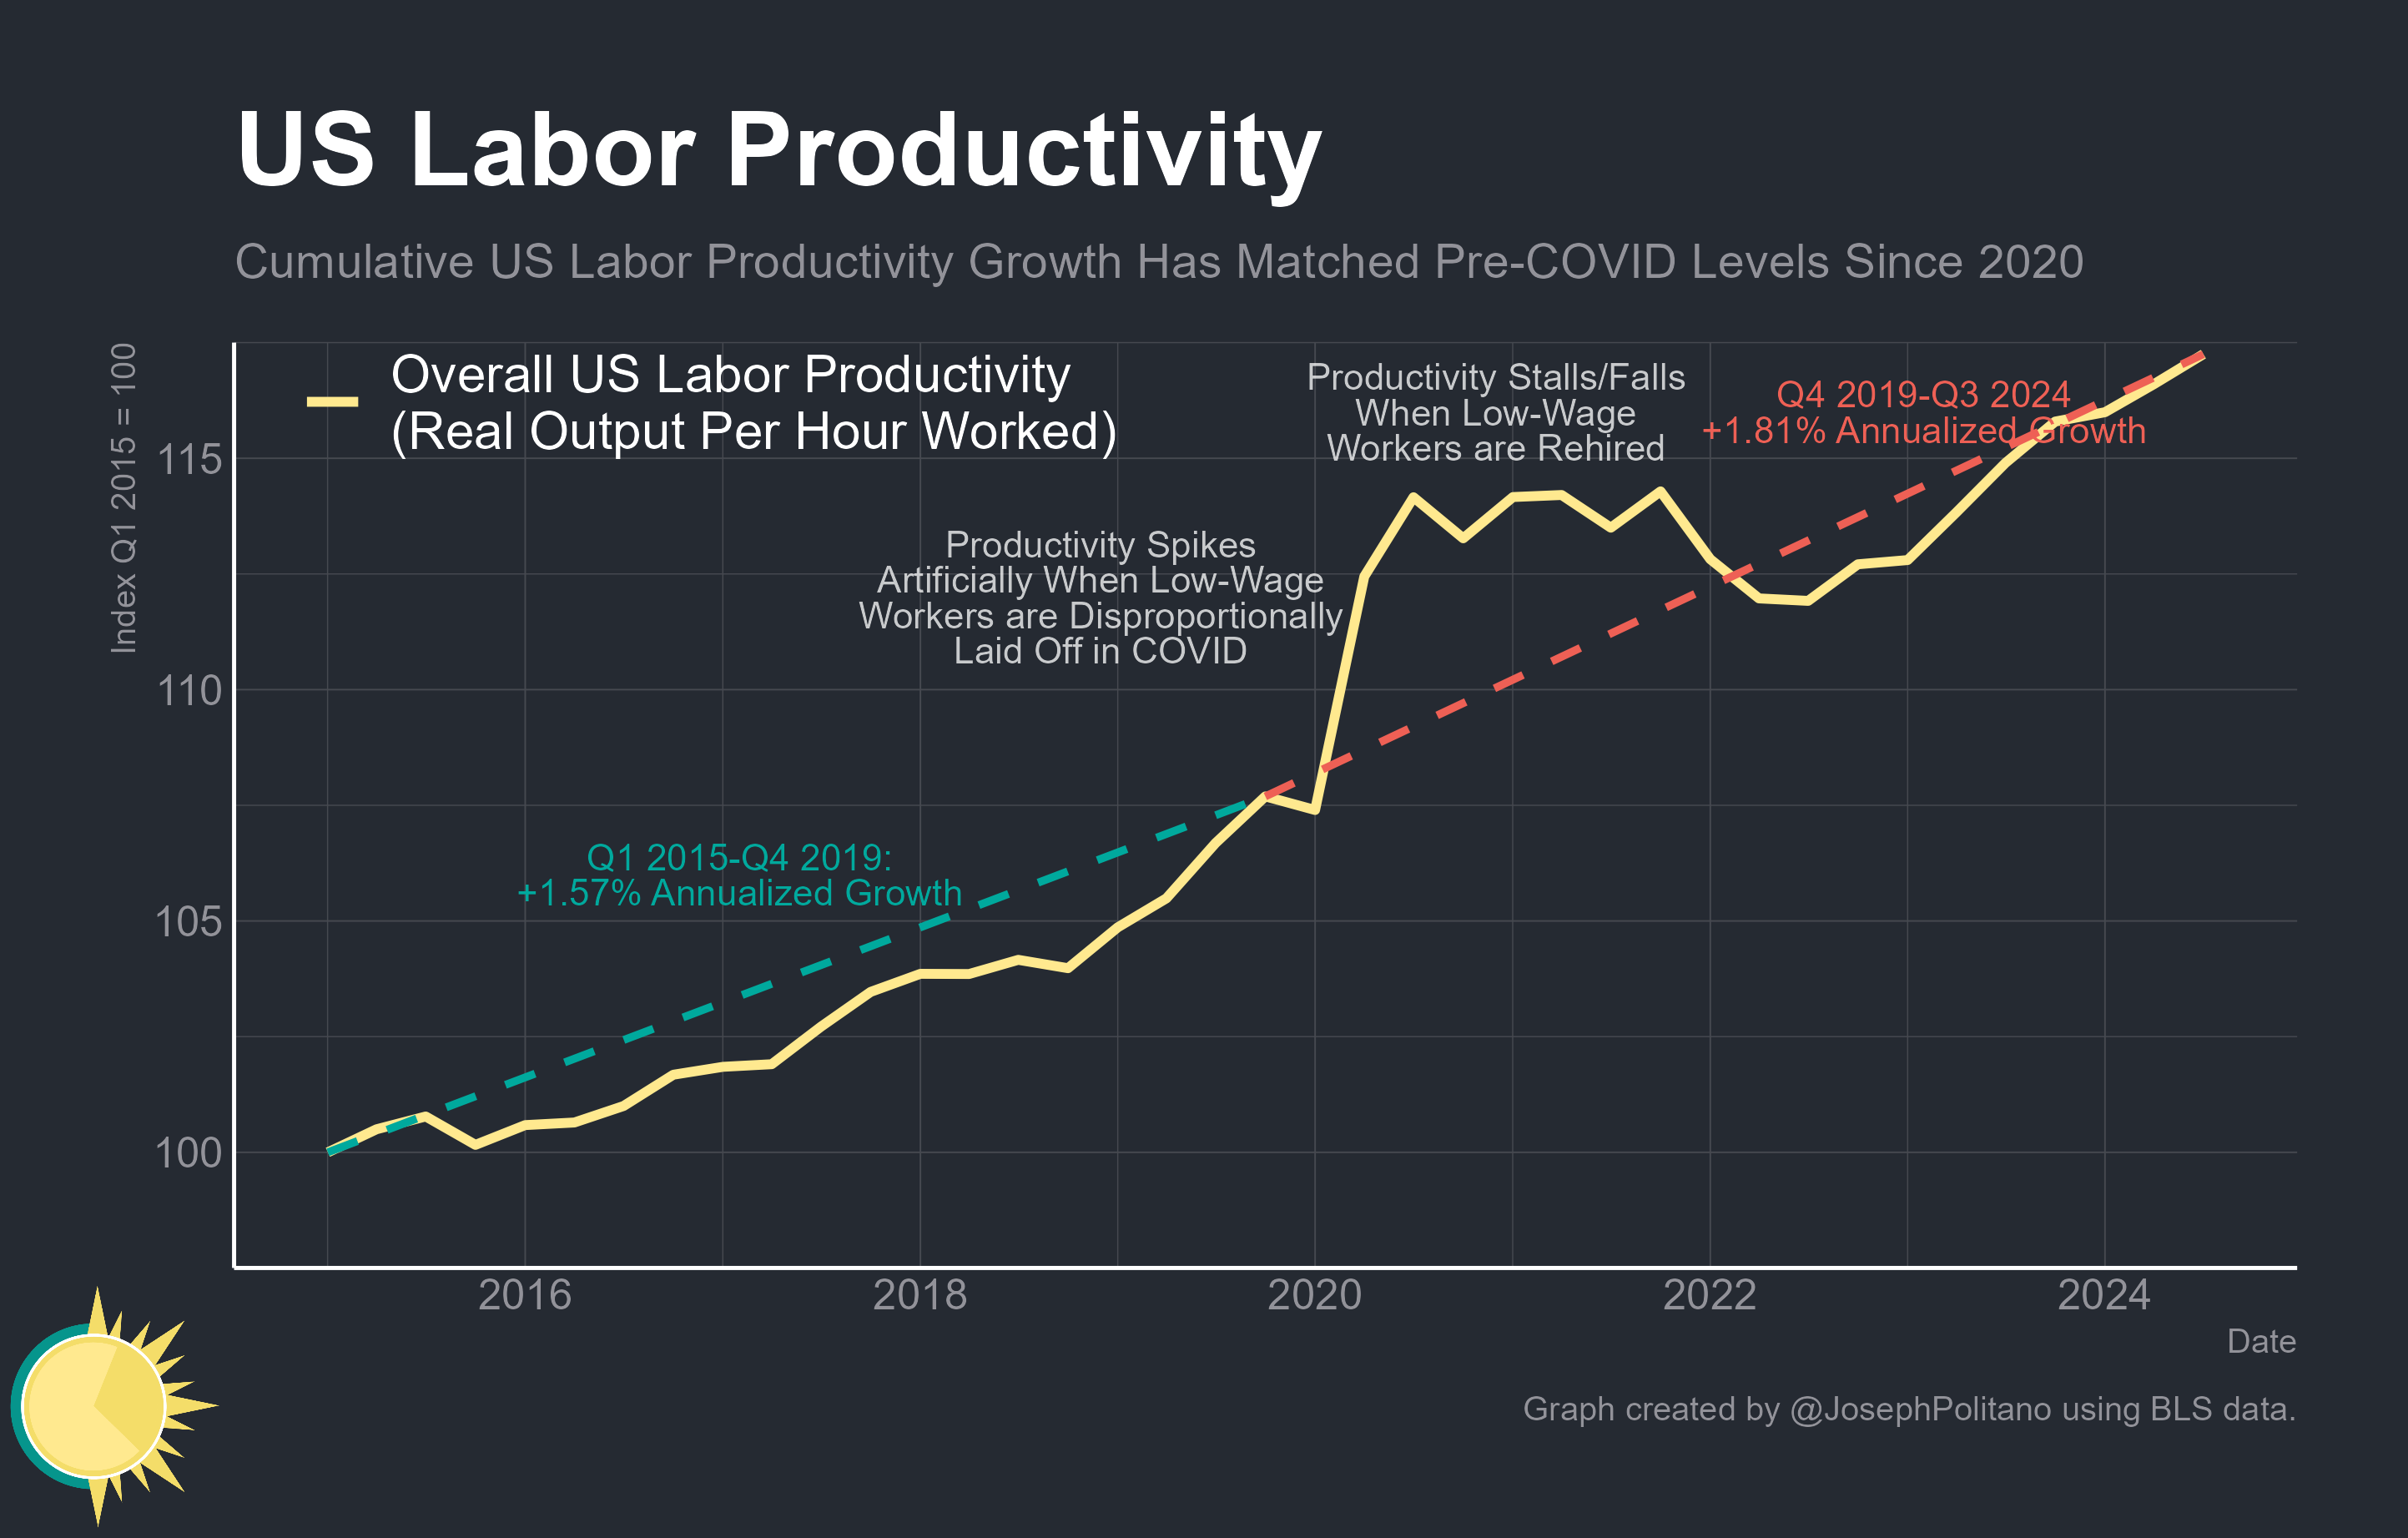 US Labor Productivity
Cumulative US Labor Productivity Growth Has Matched Pre-COVID Levels Since 2020
Index Q1 2015 = 100
Overall US Labor Productivity
(Real Output Per Hour Worked)
Productivity Stalls/Falls
When Low-Wage
Workers are Rehired
Q4 2019-Q3 2024
+1.81% Annualized Growth
Productivity Spikes
Artificially When Low-Wage
Workers are Disproportionally
Laid Off in COVID
Q1 2015-Q4 2019:
+1.57% Annualized Growth
115
110
105
100
2016
2018
2020
2022
2024
Date
Graph created by @JosephPolitano using BLS data.